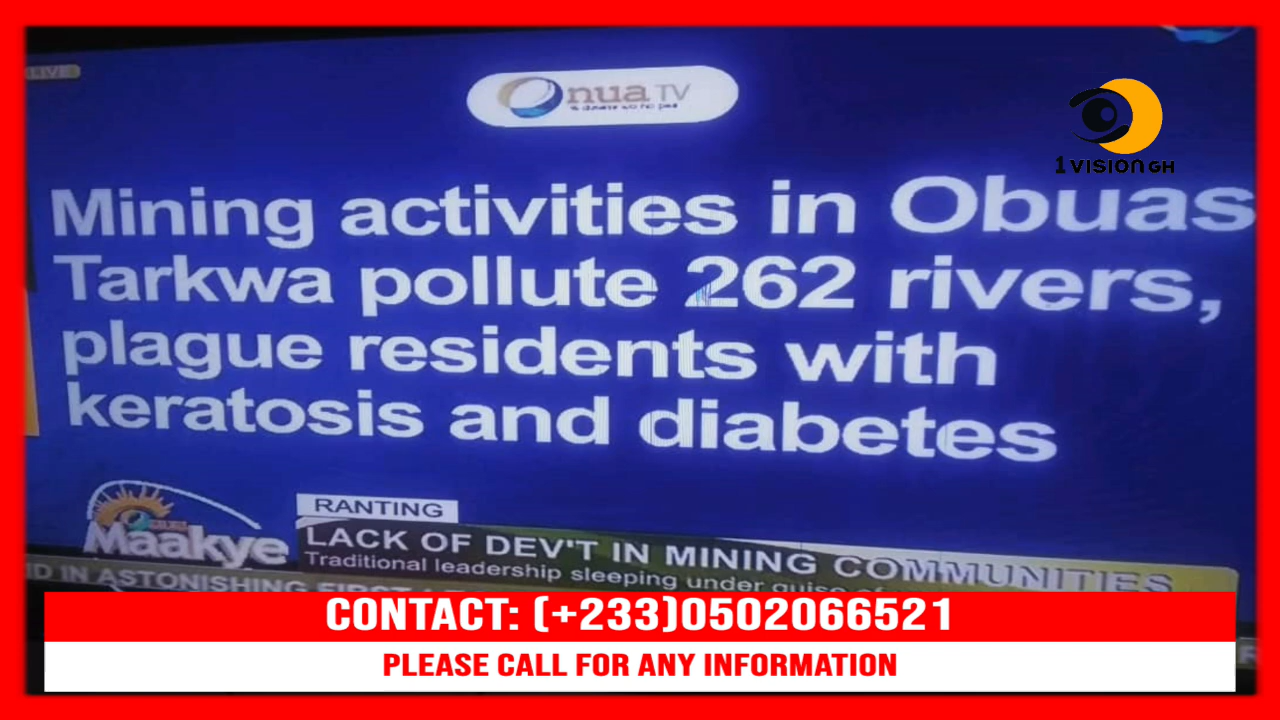 LIVE
nua TV
1VISION GH
Mining activities in Obuas
Tarkwa pollute 262 rivers,
plague residents with
keratosis and diabetes
RANTING
Maakye
LACK OF DEV'T IN MINING COMMUNITIES
Traditional leadership sleeping under guise
D IN ASTONISHING FIRST
CONTACT: (+233)0502066521
PLEASE CALL FOR ANY INFORMATION